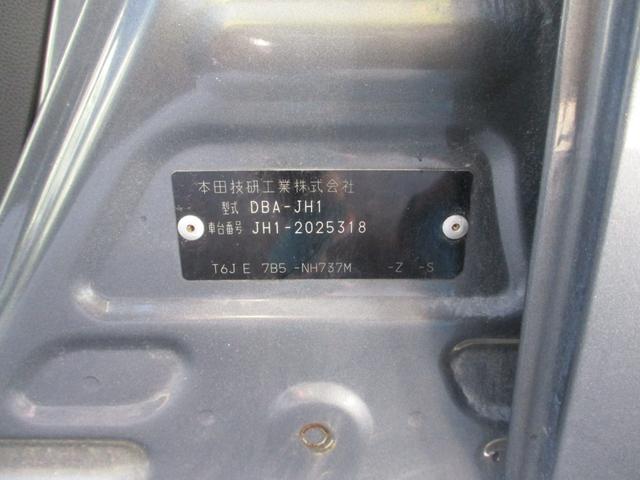 本田技研工業株式会社
型式 DBA-JH1
車台番号 JH1-2025318
T6J E 7B5 -NH737M -Z -S